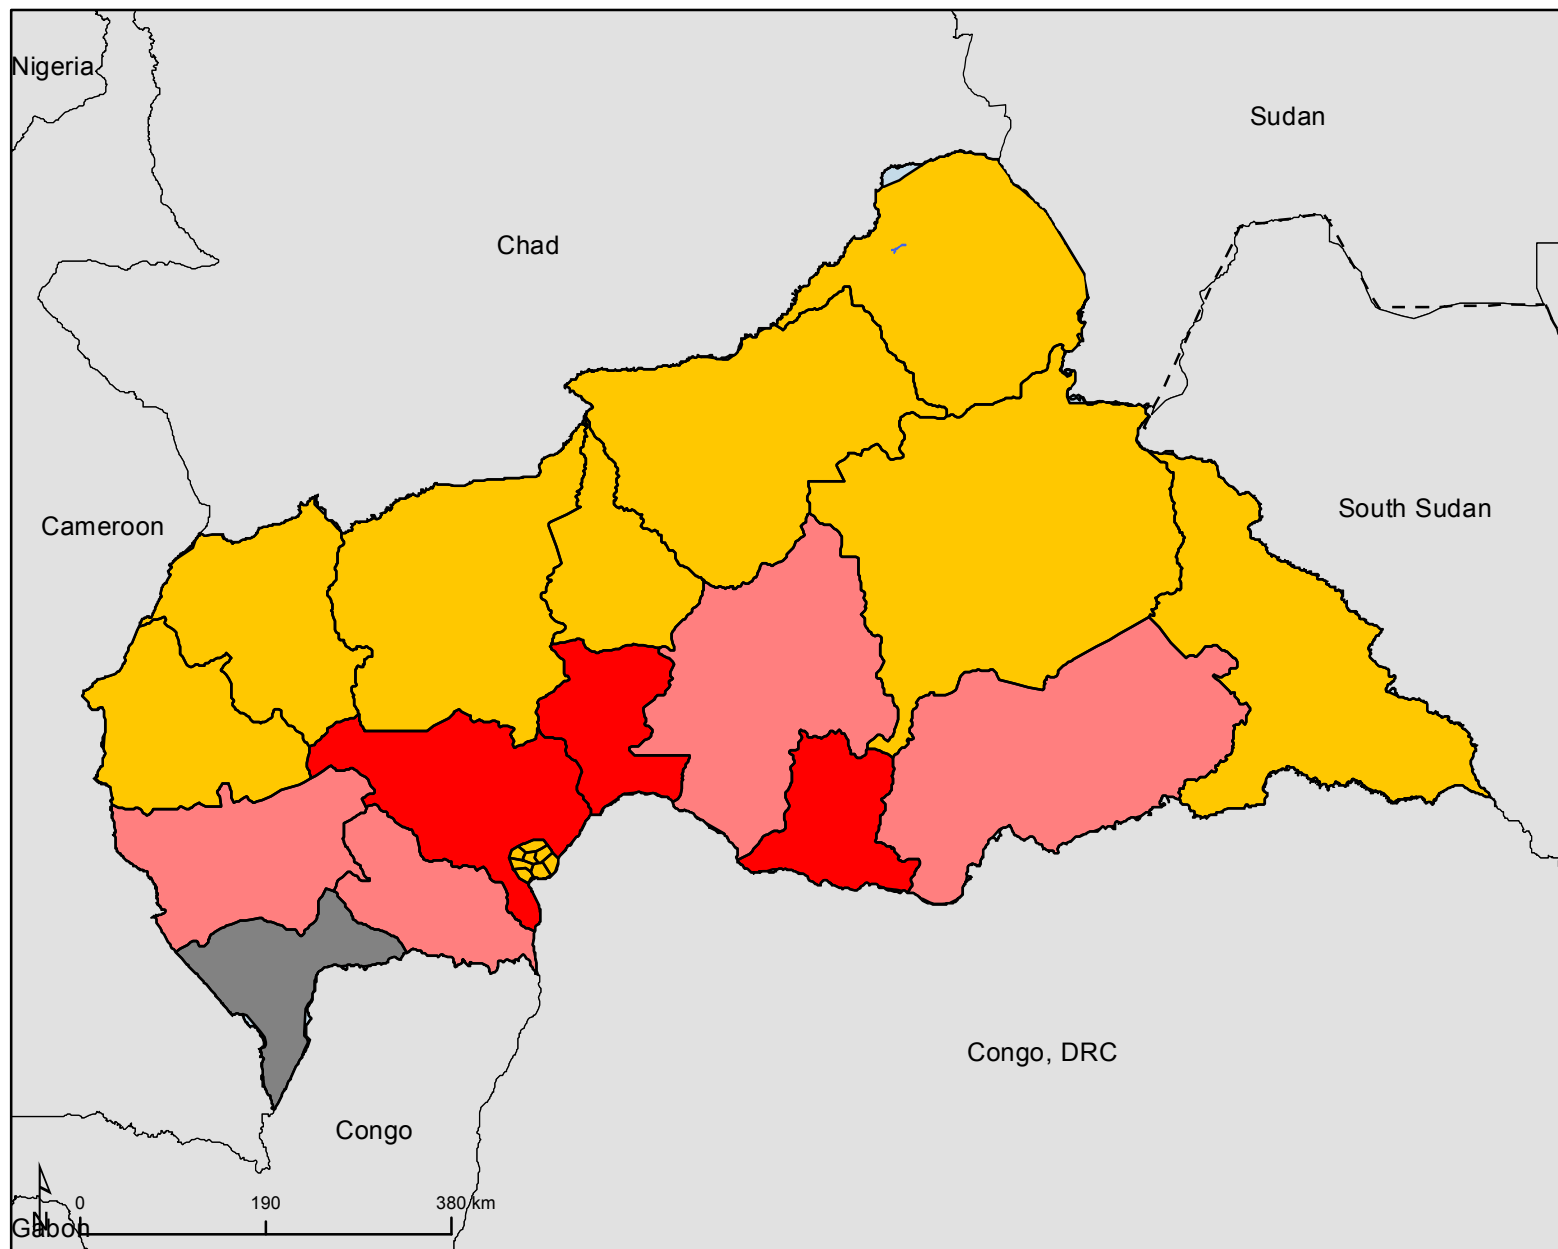 Nigeria
Sudan
Chad
South Sudan
Cameroon
Congo, DRC
Congo
0 190 380 km
N
Gabon